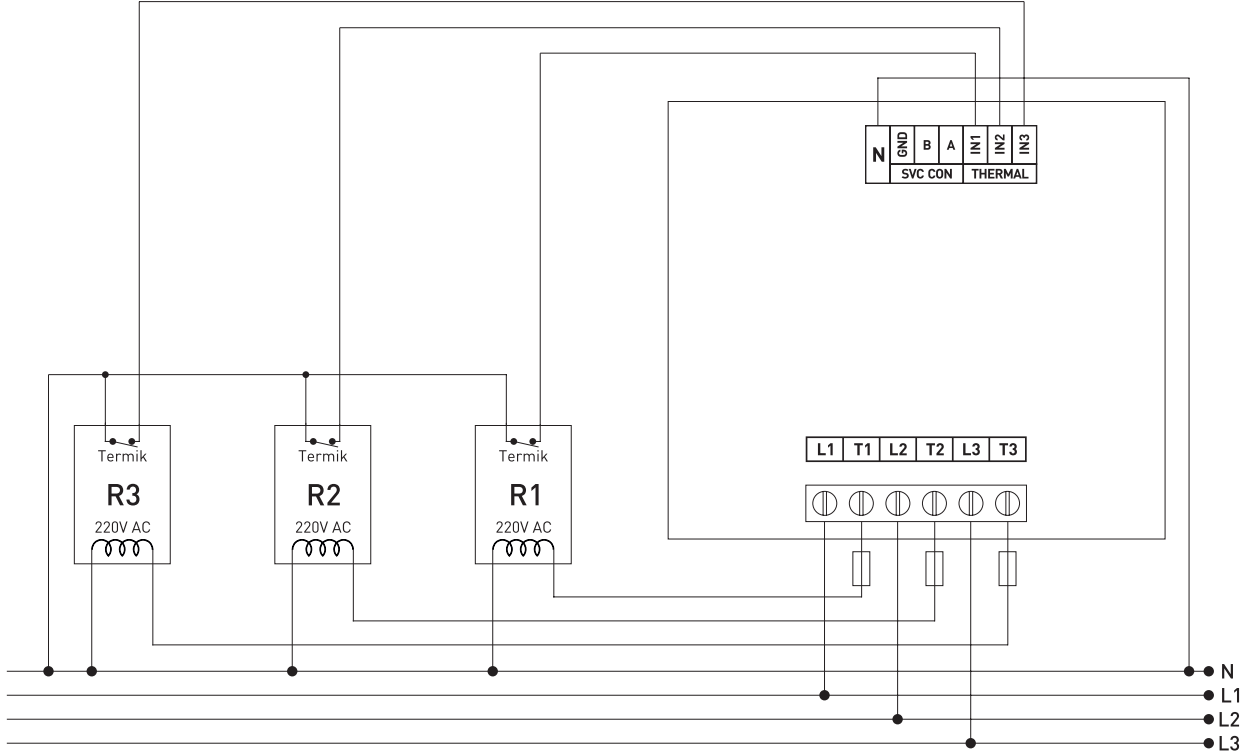 N GND B A IN1 IN2 IN3
SVC CON THERMAL
L1 T1 L2 T2 L3 T3
Termik Termik Termik
R3 R2 R1
220V AC 220V AC 220V AC
N
L1
L2
L3